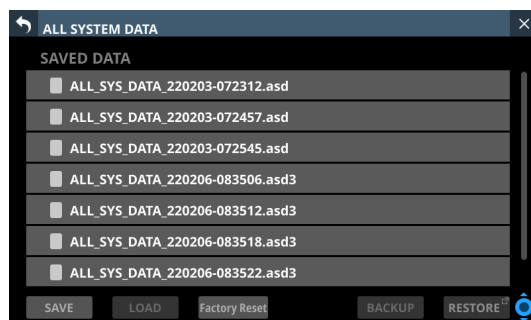 ALL SYSTEM DATA
SAVED DATA
ALL_SYS_DATA_220203-072312.asd
ALL_SYS_DATA_220203-072457.asd
ALL_SYS_DATA_220203-072545.asd
ALL_SYS_DATA_220206-083506.asd3
ALL_SYS_DATA_220206-083512.asd3
ALL_SYS_DATA_220206-083518.asd3
ALL_SYS_DATA_220206-083522.asd3
SAVE LOAD Factory Reset BACKUP RESTORE